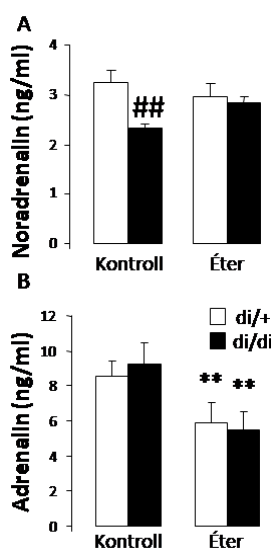 A
Noradrenalin (ng/ml)
4
3
2
1
0
##
Kontroll Éter
B
Adrenalin (ng/ml)
12
10
8
6
4
2
0
di/+
di/di
** **
Kontroll Éter